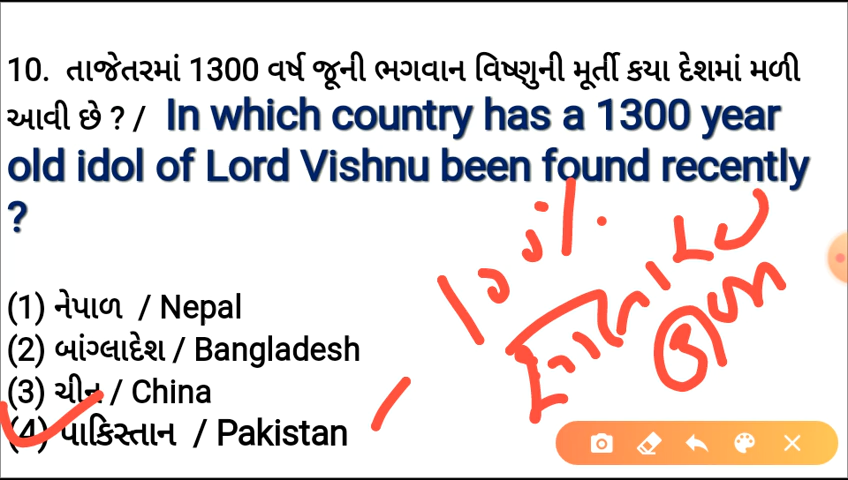 10. તાજેતરમાં 1300 વર્ષ જૂની ભગવાન વિષ્ણુની મૂર્તી કયા દેશમાં મળી
આવી છે ? / In which country has a 1300 year
old idol of Lord Vishnu been found recently
?
100%
(1) નેપાળ / Nepal
(2) બાંગ્લાદેશ / Bangladesh
(3) ચીન / China
(4) પાકિસ્તાન / Pakistan